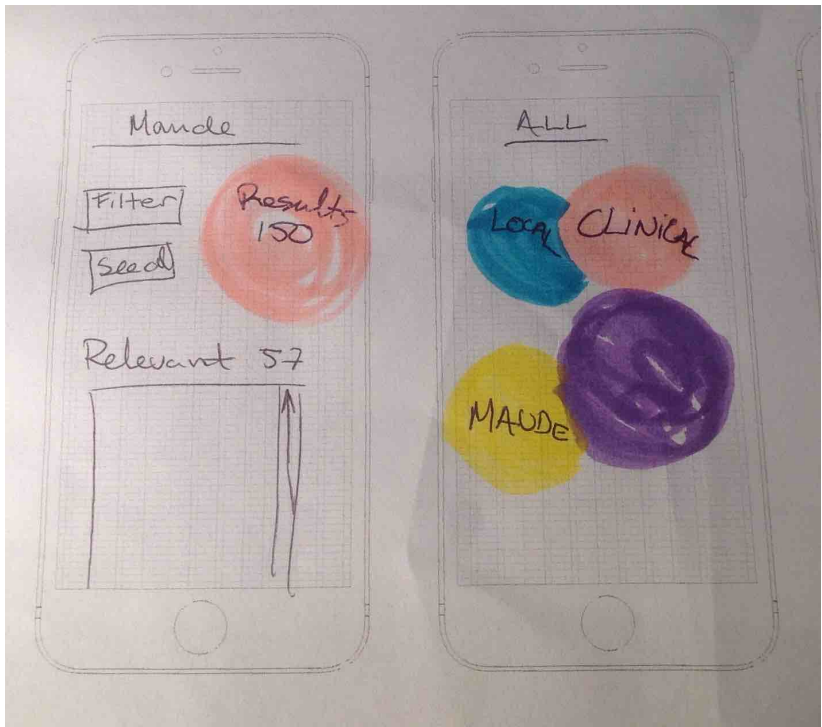 Maude
Filter
Results
150
Seed
Relevant 57
ALL
LOCAL
CLINICAL
MAUDE